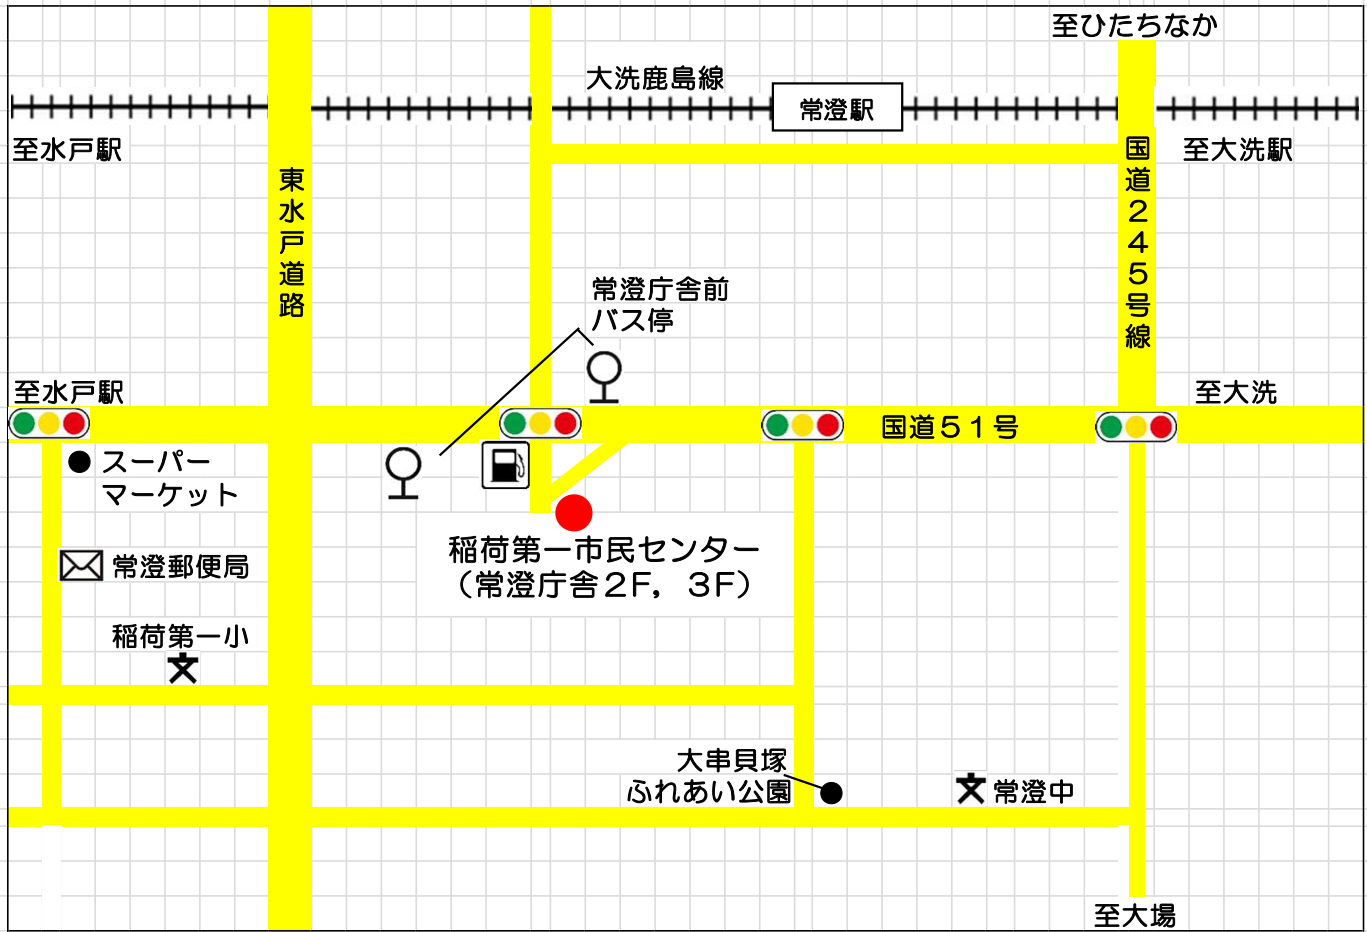 至ひたちなか
大洗鹿島線
常澄駅
至水戸駅
至大洗駅
東水戸道路
国道245号線
常澄庁舎前
バス停
至水戸駅
至大洗
国道51号
スーパー
マーケット
稲荷第一市民センター
(常澄庁舎2F, 3F)
常澄郵便局
稲荷第一小
大串貝塚
ふれあい公園
常澄中
至大場